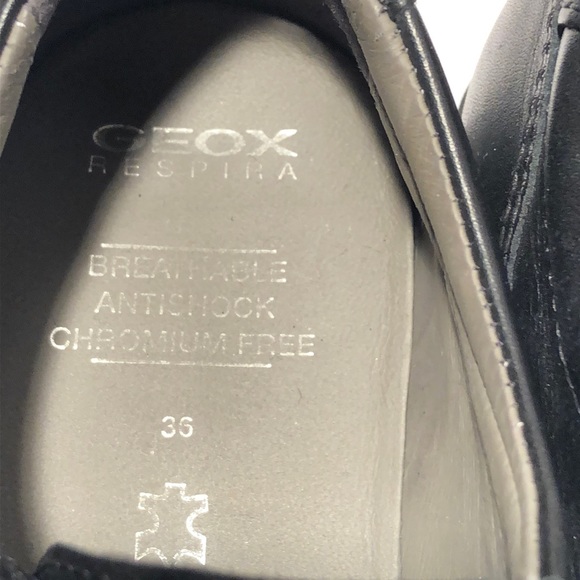 GEOX
RESPIRA
BREATHABLE
ANTISHOCK
CHROMIUM FREE
36